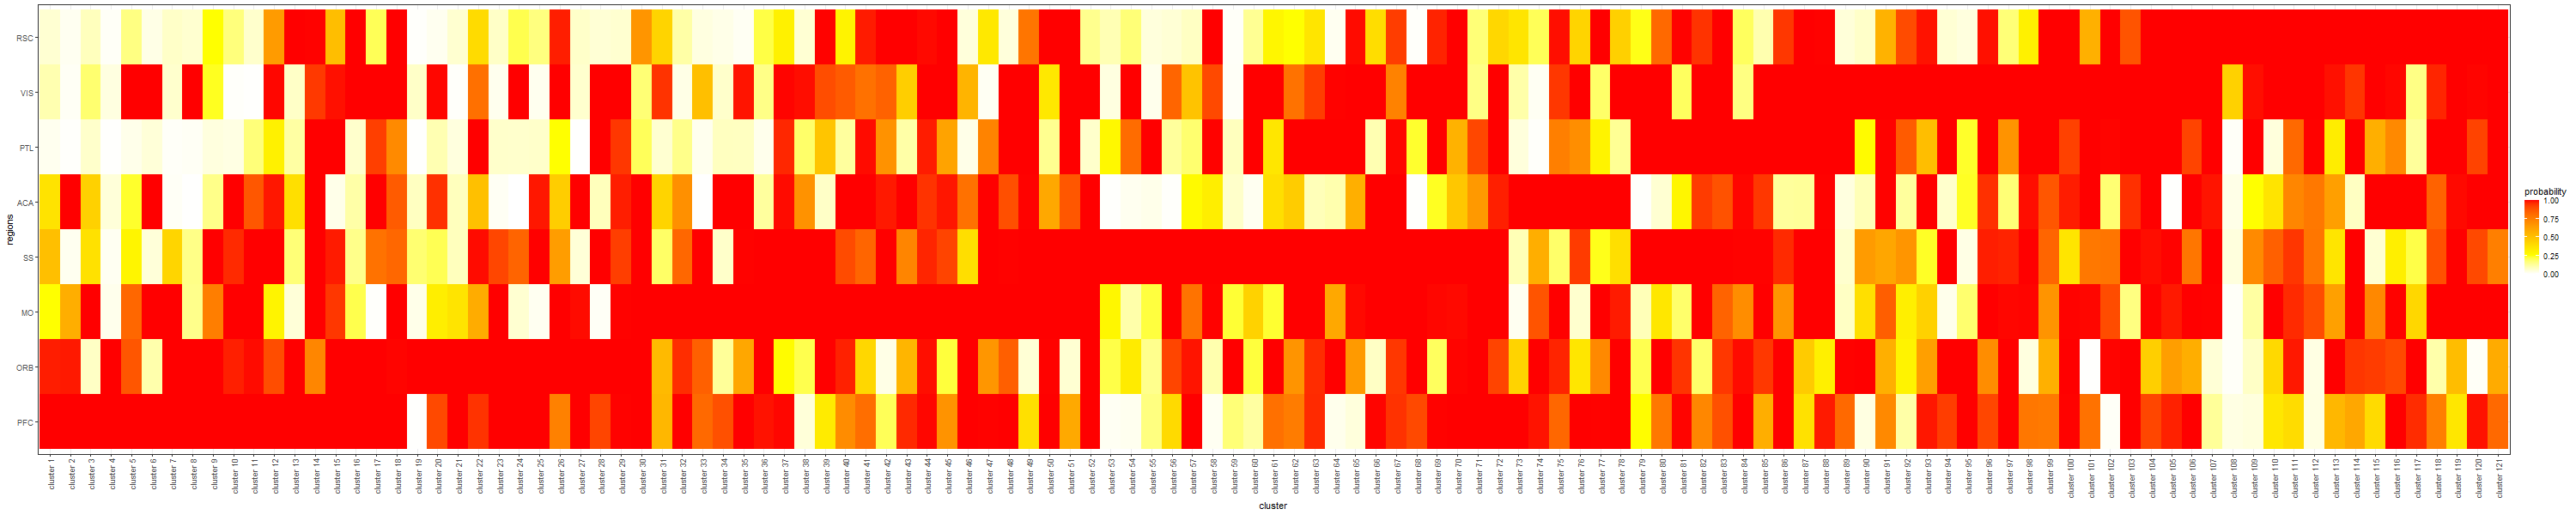 RSC
VIS
PTL
ACA
SS
MO
ORB
PFC
regions
cluster 1
cluster 2
cluster 3
cluster 4
cluster 5
cluster 6
cluster 7
cluster 8
cluster 9
cluster 10
cluster 11
cluster 12
cluster 13
cluster 14
cluster 15
cluster 16
cluster 17
cluster 18
cluster 19
cluster 20
cluster 21
cluster 22
cluster 23
cluster 24
cluster 25
cluster 26
cluster 27
cluster 28
cluster 29
cluster 30
cluster 31
cluster 32
cluster 33
cluster 34
cluster 35
cluster 36
cluster 37
cluster 38
cluster 39
cluster 40
cluster 41
cluster 42
cluster 43
cluster 44
cluster 45
cluster 46
cluster 47
cluster 48
cluster 49
cluster 50
cluster 51
cluster 52
cluster 53
cluster 54
cluster 55
cluster 56
cluster 57
cluster 58
cluster 59
cluster 60
cluster 61
cluster 62
cluster 63
cluster 64
cluster 65
cluster 66
cluster 67
cluster 68
cluster 69
cluster 70
cluster 71
cluster 72
cluster 73
cluster 74
cluster 75
cluster 76
cluster 77
cluster 78
cluster 79
cluster 80
cluster 81
cluster 82
cluster 83
cluster 84
cluster 85
cluster 86
cluster 87
cluster 88
cluster 89
cluster 90
cluster 91
cluster 92
cluster 93
cluster 94
cluster 95
cluster 96
cluster 97
cluster 98
cluster 99
cluster 100
cluster 101
cluster 102
cluster 103
cluster 104
cluster 105
cluster 106
cluster 107
cluster 108
cluster 109
cluster 110
cluster 111
cluster 112
cluster 113
cluster 114
cluster 115
cluster 116
cluster 117
cluster 118
cluster 119
cluster 120
cluster 121
cluster
probability
1.00
0.75
0.50
0.25
0.00